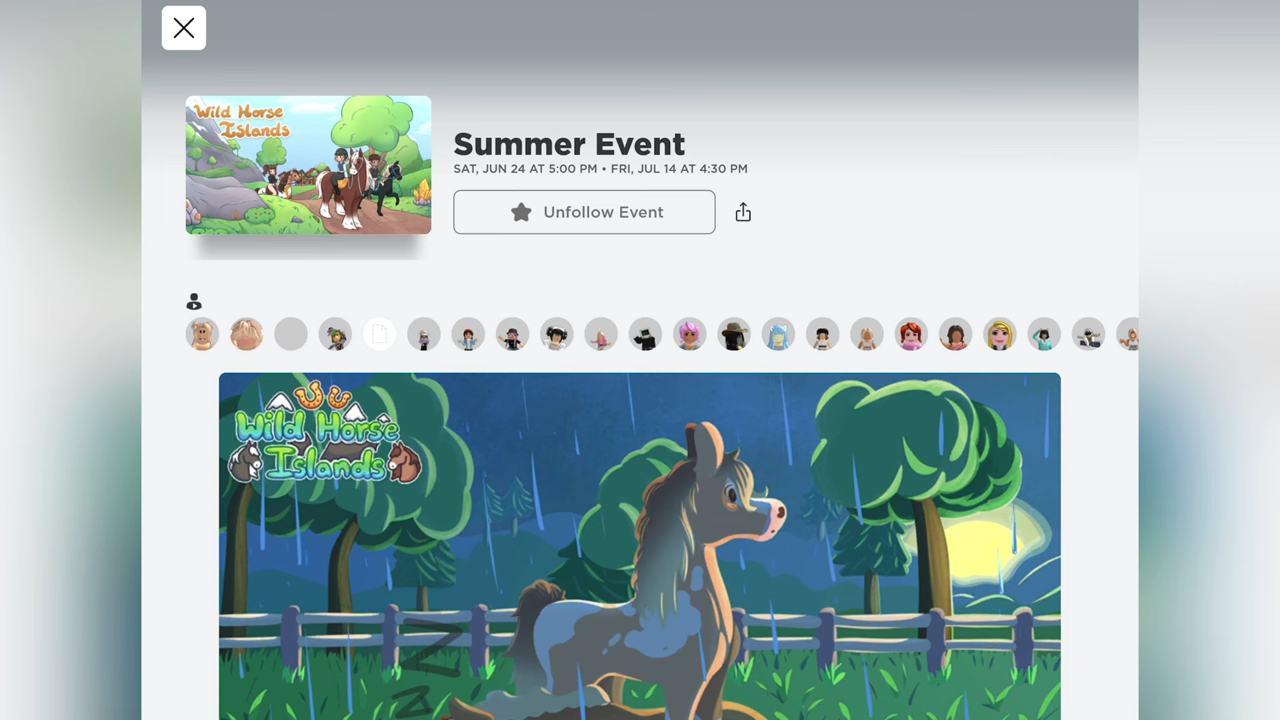 Wild Horse
Islands
Summer Event
SAT, JUN 24 AT 5:00 PM • FRI, JUL 14 AT 4:30 PM
Unfollow Event
Wild Horse
Islands